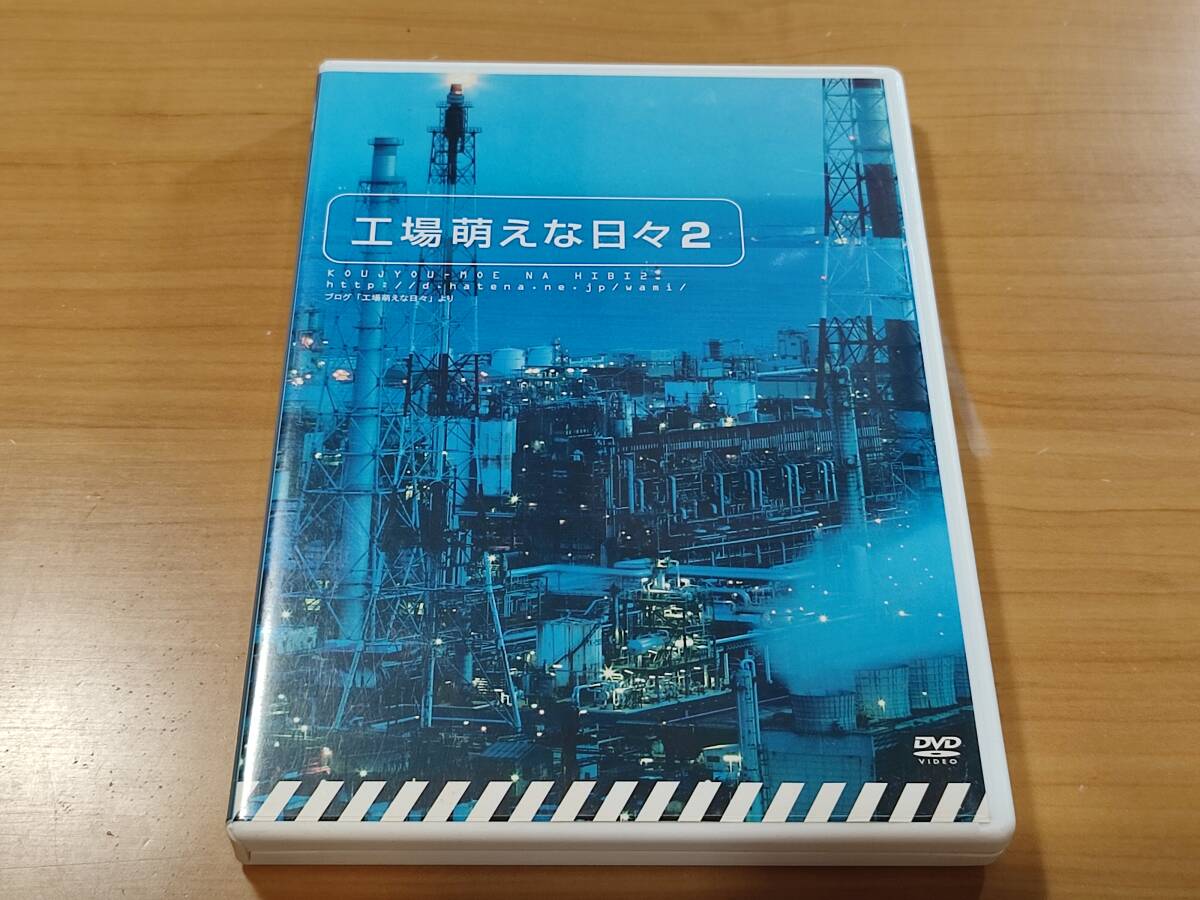 工場萌えな日々2
KOUJYOU-MOE NA HIBI2:
http://d.hatena.ne.jp/wami/
ブログ「工場萌えな日々」より
DVD
VIDEO